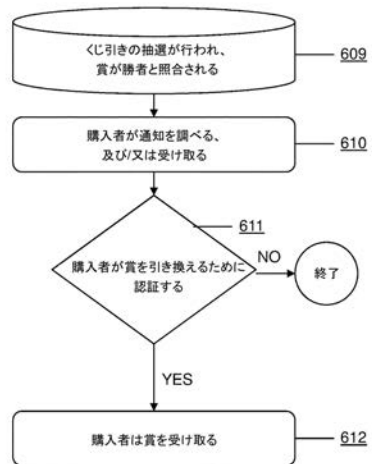 くじ引きの抽選が行われ、
賞が勝者と照合される
609
購入者が通知を調べる、
及び/又は受け取る
610
611
購入者が賞を引き換えるために
認証する
NO
終了
YES
購入者は賞を受け取る
612